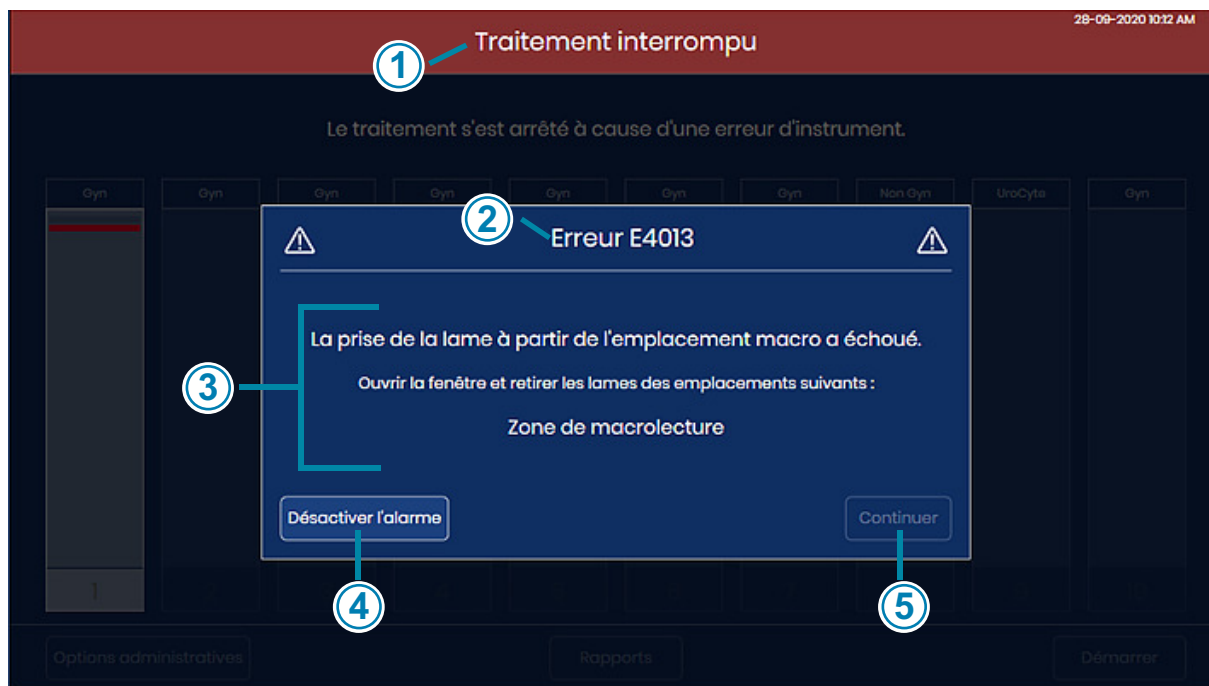 28-09-2020 10:12 AM
Traitement interrompu
1
Le traitement s'est arrêté à cause d'une erreur d'instrument.
Gyn Gyn Gyn Gyn Gyn Gyn Gyn Non Gyn UroCyte Gyn
2
Erreur E4013
La prise de la lame à partir de l'emplacement macro a échoué.
3
Ouvrir la fenêtre et retirer les lames des emplacements suivants :
Zone de macrolecture
Désactiver l'alarme
Continuer
1
4
5
Options administratives
Rapports
Démarrer